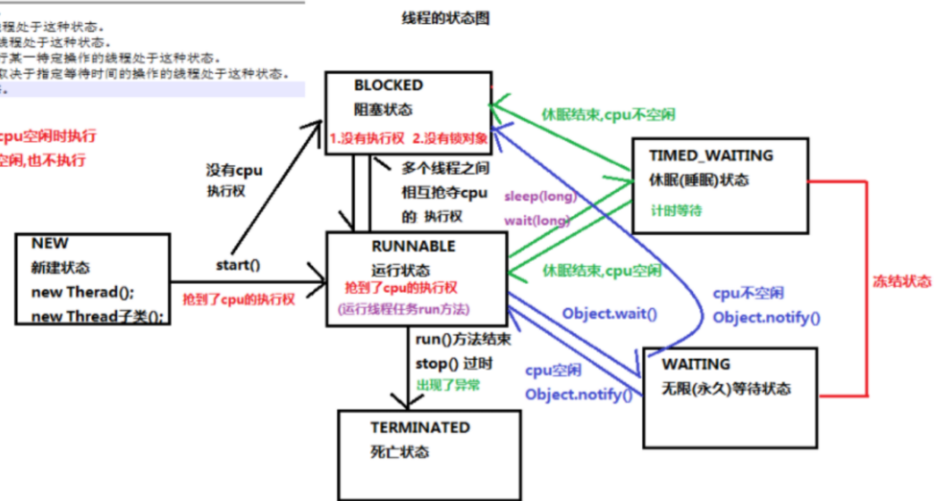 线程的状态图
程处于这种状态。
线程处于这种状态。
行某一特定操作的线程处于这种状态。
取决于指定等待时间的操作的线程处于这种状态。
cpu空闲时执行
空闲,也不执行
BLOCKED
阻塞状态
1.没有执行权 2.没有锁对象
休眠结束,cpu不空闲
TIMED_WAITING
休眠(睡眠)状态
计时等待
没有cpu
执行权
多个线程之间
相互抢夺cpu
的 执行权
sleep(long)
wait(long)
NEW
新建状态
new Therad();
new Thread子类();
start()
抢到了cpu的执行权
RUNNABLE
运行状态
抢到了cpu的执行权
(运行线程任务run方法)
休眠结束,cpu空闲
冻结状态
Object.wait()
cpu不空闲
Object.notify()
run()方法结束
stop() 过时
出现了异常
cpu空闲
Object.notify()
WAITING
无限(永久)等待状态
TERMINATED
死亡状态